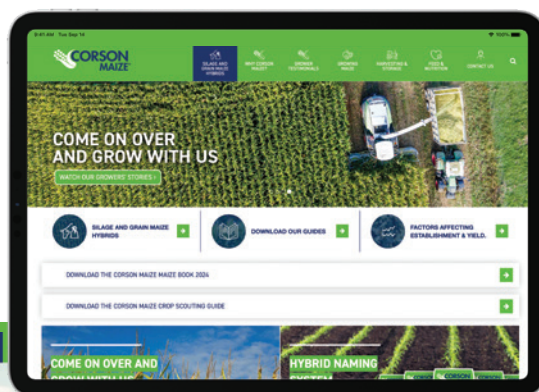 9:41 AM Tue Sep 14
100%
CORSON
MAIZE
SILAGE AND
GRAIN MAIZE
HYBRIDS
WHY CORSON
MAIZE?
GROWER
TESTIMONIALS
GROWING
MAIZE
HARVESTING &
STORAGE
FEED &
NUTRITION
CONTACT US
COME ON OVER
AND GROW WITH US
WATCH OUR GROWERS' STORIES ›
SILAGE AND GRAIN MAIZE
HYBRIDS
DOWNLOAD OUR GUIDES
FACTORS AFFECTING
ESTABLISHMENT & YIELD.
DOWNLOAD THE CORSON MAIZE MAIZE BOOK 2024
DOWNLOAD THE CORSON MAIZE CROP SCOUTING GUIDE
COME ON OVER AND
GROW WITH US
HYBRID NAMING
SYSTEM
CORSON